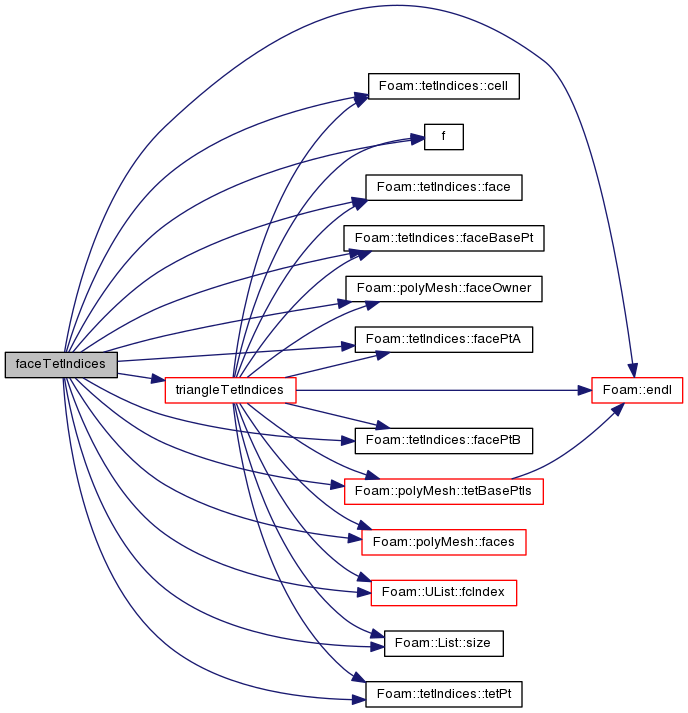 Foam::tetIndices::cell
f
Foam::tetIndices::face
Foam::tetIndices::faceBasePt
Foam::polyMesh::faceOwner
Foam::tetIndices::facePtA
faceTetIndices
triangleTetIndices
Foam::endl
Foam::tetIndices::facePtB
Foam::polyMesh::tetBasePtIs
Foam::polyMesh::faces
Foam::UList::fcIndex
Foam::List::size
Foam::tetIndices::tetPt